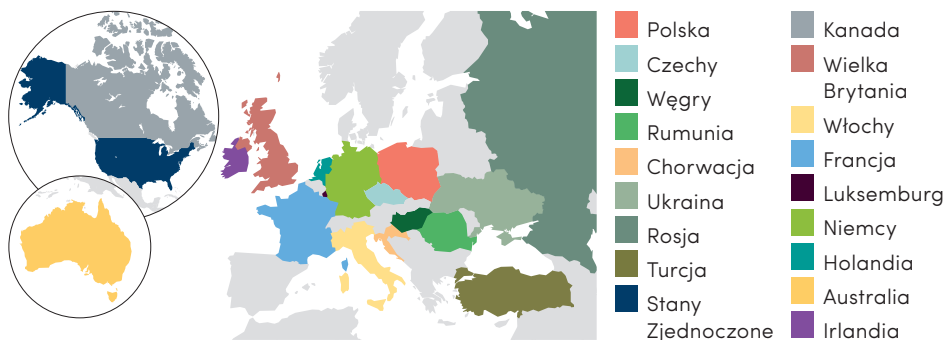 Polska
Czechy
Węgry
Rumunia
Chorwacja
Ukraina
Rosja
Turcja
Stany
Zjednoczone
Kanada
Wielka
Brytania
Włochy
Francja
Luksemburg
Niemcy
Holandia
Australia
Irlandia